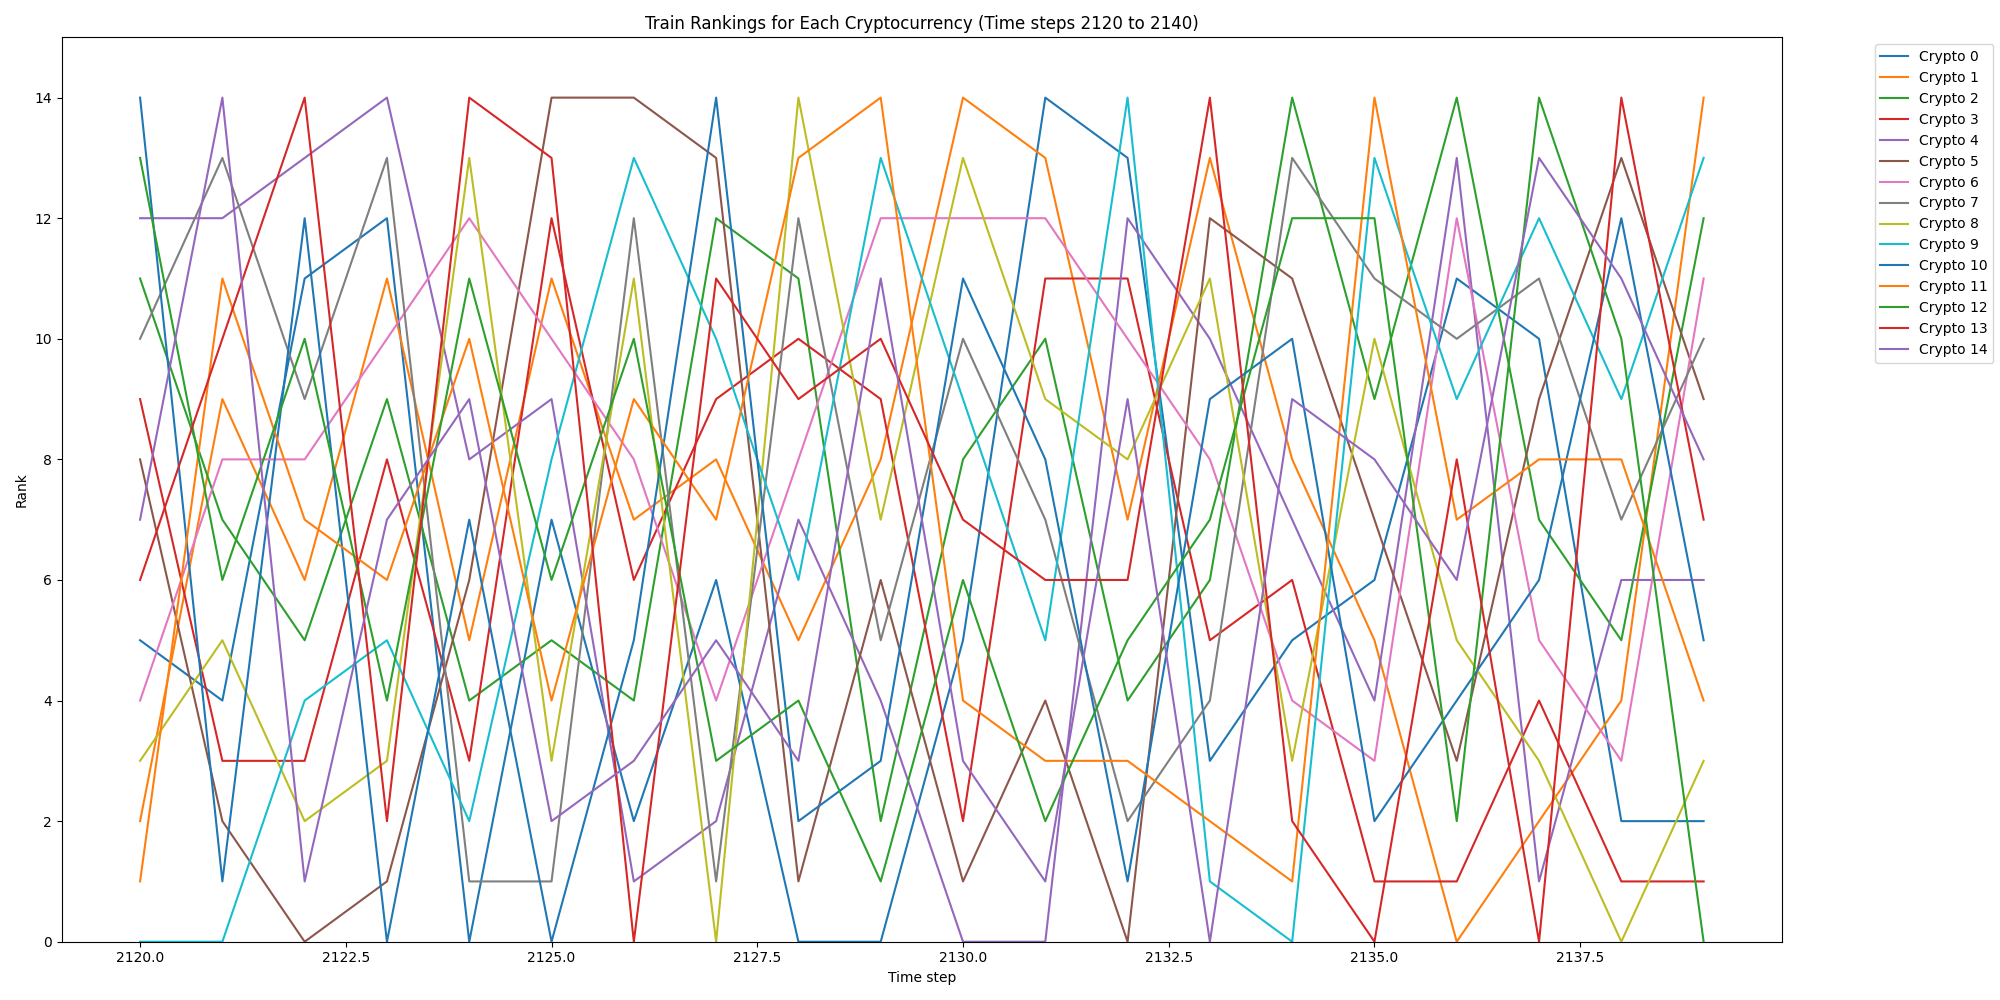 Train Rankings for Each Cryptocurrency (Time steps 2120 to 2140)
Rank
14
12
10
8
6
4
2
0
2120.0 2122.5 2125.0 2127.5 2130.0 2132.5 2135.0 2137.5
Time step
Crypto 0
Crypto 1
Crypto 2
Crypto 3
Crypto 4
Crypto 5
Crypto 6
Crypto 7
Crypto 8
Crypto 9
Crypto 10
Crypto 11
Crypto 12
Crypto 13
Crypto 14